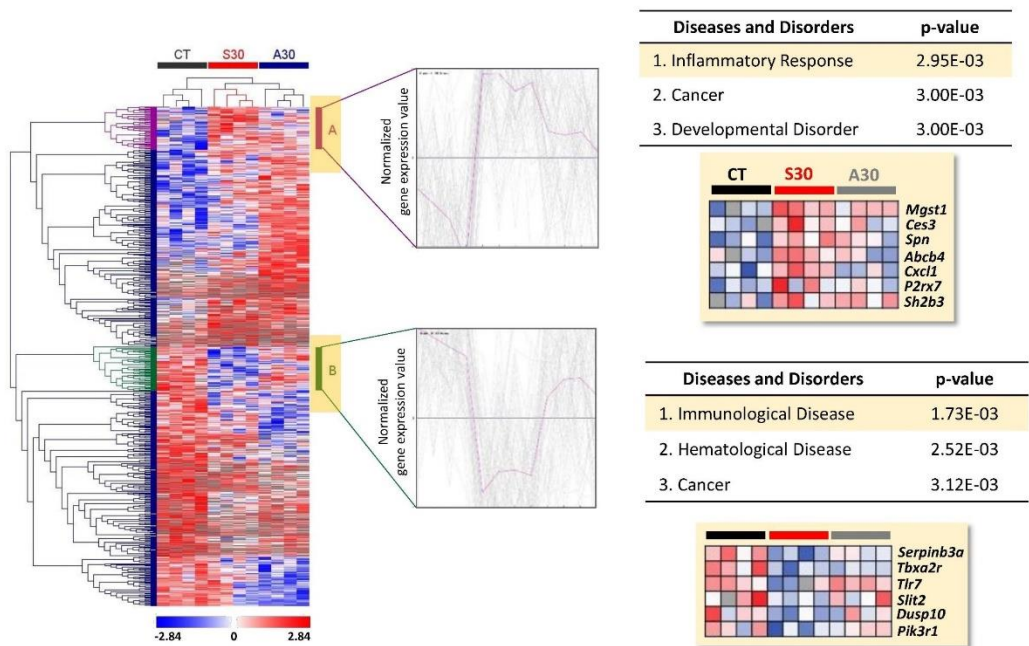 CT S30 A30
A
B
-2.84 0 2.84
Normalized
gene expression value
Normalized
gene expression value
Diseases and Disorders p-value
1. Inflammatory Response 2.95E-03
2. Cancer 3.00E-03
3. Developmental Disorder 3.00E-03
CT S30 A30
Mgst1
Ces3
Spn
Abcb4
Cxcl1
P2rx7
Sh2b3
Diseases and Disorders p-value
1. Immunological Disease 1.73E-03
2. Hematological Disease 2.52E-03
3. Cancer 3.12E-03
Serpinb3a
Tbxa2r
Tlr7
Slit2
Dusp10
Pik3r1